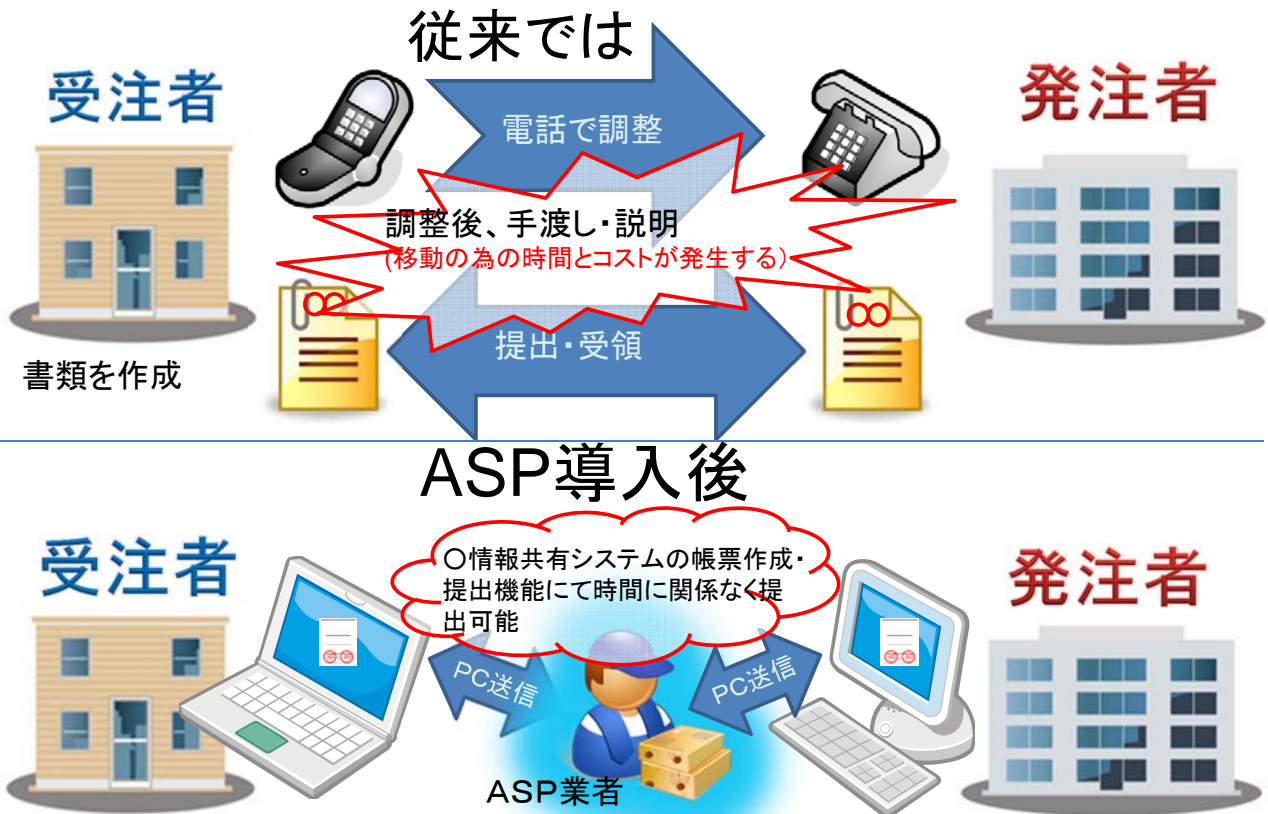 従来では
受注者
発注者
電話で調整
調整後、手渡し・説明
(移動の為の時間とコストが発生する)
提出・受領
書類を作成
ASP導入後
受注者
発注者
〇情報共有システムの帳票作成・
提出機能にて時間に関係なく提
出可能
PC送信
PC送信
ASP業者